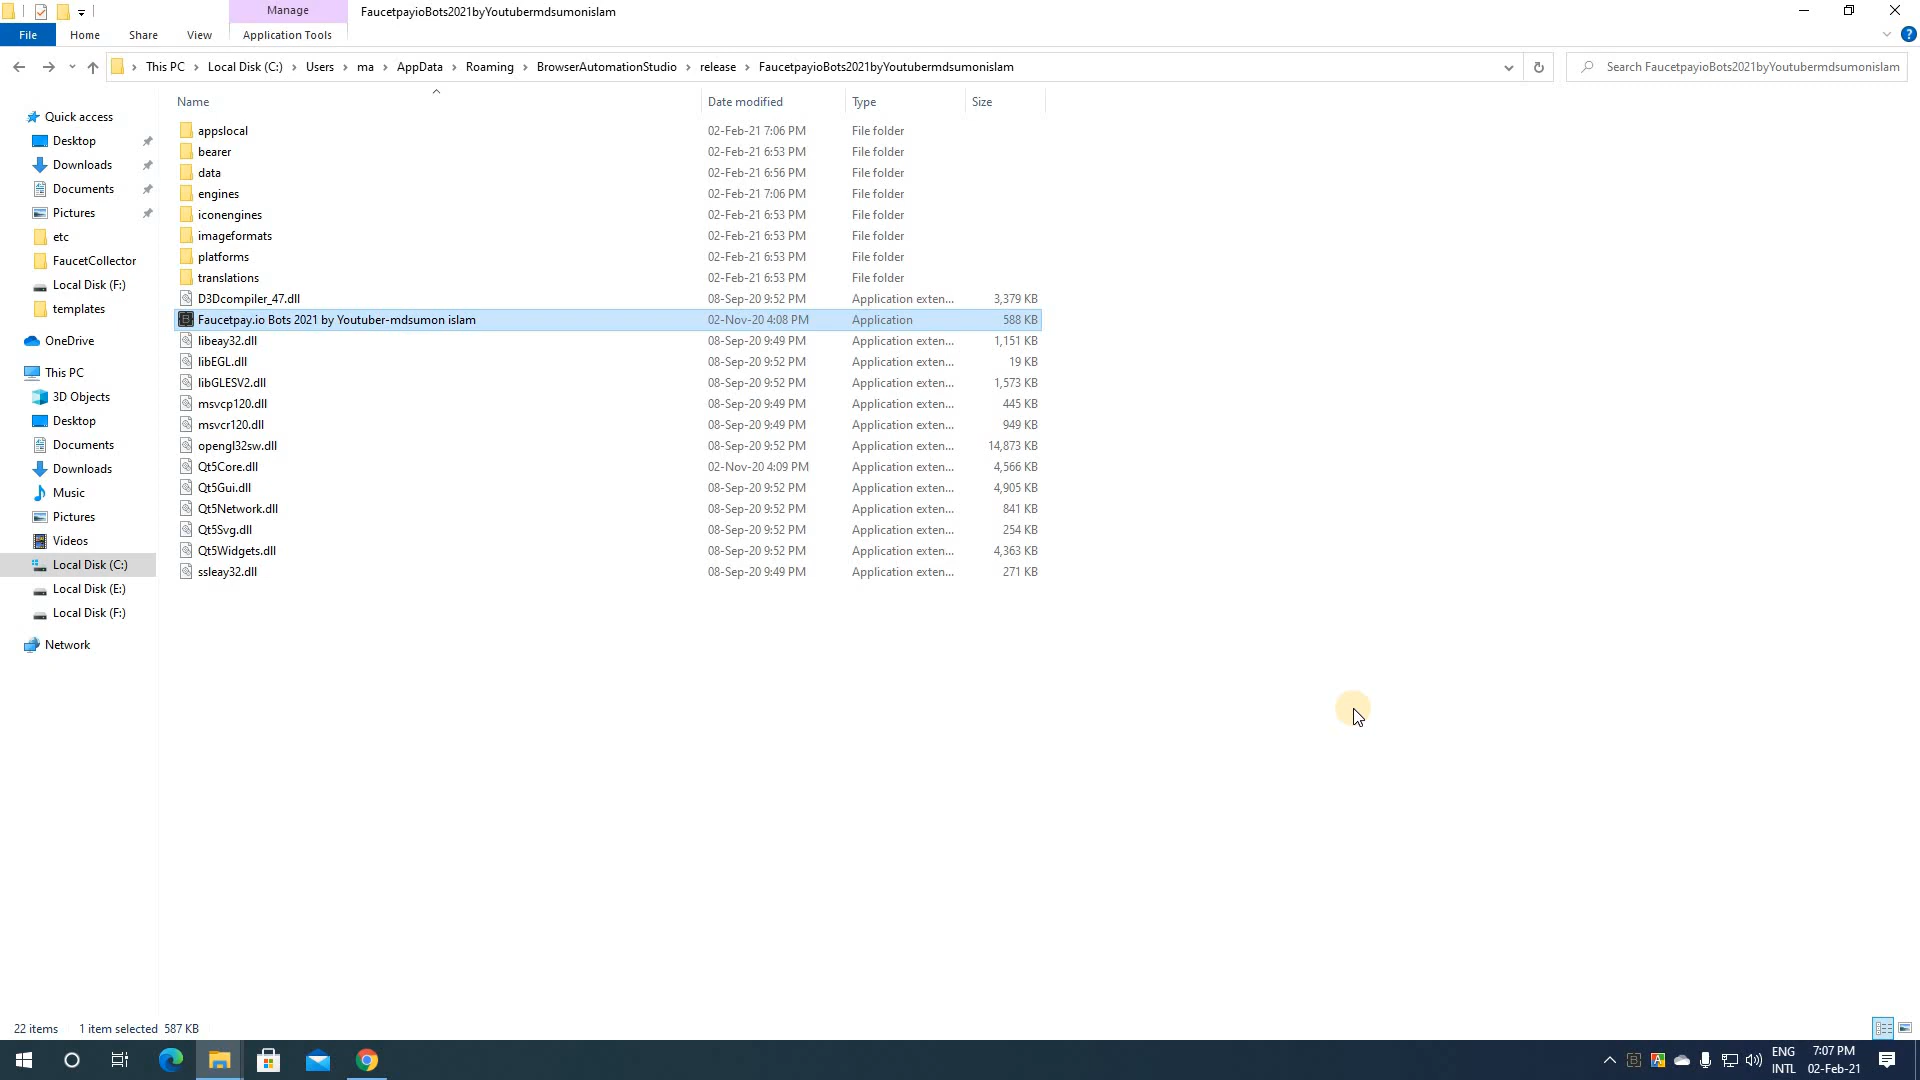 Manage
FaucetpayioBots2021byYoutubermdsumonislam
File
Home
Share
View
Application Tools
This PC
Local Disk (C:)
Users
ma
AppData
Roaming
BrowserAutomationStudio
release
FaucetpayioBots2021byYoutubermdsumonislam
Search FaucetpayioBots2021byYoutubermdsumonislam
Quick access
Desktop
Downloads
Documents
Pictures
etc
FaucetCollector
Local Disk (F:)
templates
OneDrive
This PC
3D Objects
Desktop
Documents
Downloads
Music
Pictures
Videos
Local Disk (C:)
Local Disk (E:)
Local Disk (F:)
Network
Name Date modified Type Size
appslocal 02-Feb-21 7:06 PM File folder
bearer 02-Feb-21 6:53 PM File folder
data 02-Feb-21 6:56 PM File folder
engines 02-Feb-21 7:06 PM File folder
iconengines 02-Feb-21 6:53 PM File folder
imageformats 02-Feb-21 6:53 PM File folder
platforms 02-Feb-21 6:53 PM File folder
translations 02-Feb-21 6:53 PM File folder
D3Dcompiler_47.dll 08-Sep-20 9:52 PM Application exten... 3,379 KB
Faucetpay.io Bots 2021 by Youtuber-mdsumon islam 02-Nov-20 4:08 PM Application 588 KB
libeay32.dll 08-Sep-20 9:49 PM Application exten... 1,151 KB
libEGL.dll 08-Sep-20 9:52 PM Application exten... 19 KB
libGLESV2.dll 08-Sep-20 9:52 PM Application exten... 1,573 KB
msvcp120.dll 08-Sep-20 9:49 PM Application exten... 445 KB
msvcr120.dll 08-Sep-20 9:49 PM Application exten... 949 KB
opengl32sw.dll 08-Sep-20 9:52 PM Application exten... 14,873 KB
Qt5Core.dll 02-Nov-20 4:09 PM Application exten... 4,566 KB
Qt5Gui.dll 08-Sep-20 9:52 PM Application exten... 4,905 KB
Qt5Network.dll 08-Sep-20 9:52 PM Application exten... 841 KB
Qt5Svg.dll 08-Sep-20 9:52 PM Application exten... 254 KB
Qt5Widgets.dll 08-Sep-20 9:52 PM Application exten... 4,363 KB
ssleay32.dll 08-Sep-20 9:49 PM Application exten... 271 KB
22 items 1 item selected 587 KB
ENG
INTL
7:07 PM
02-Feb-21